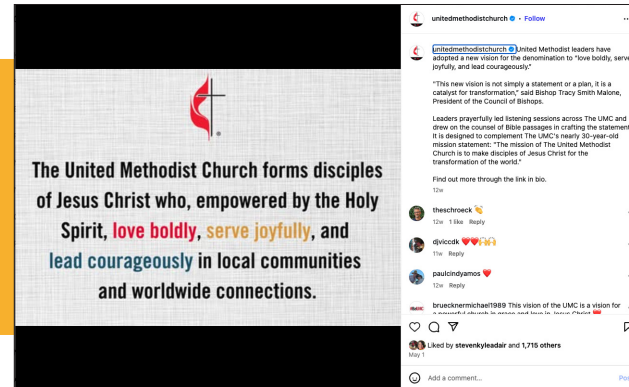 The United Methodist Church forms disciples
of Jesus Christ who, empowered by the Holy
Spirit, love boldly, serve joyfully, and
lead courageously in local communities
and worldwide connections.
unitedmethodistchurch • Follow
unitedmethodistchurch United Methodist leaders have
adopted a new vision for the denomination to "love boldly, serve
joyfully, and lead courageously."
"This new vision is not simply a statement or a plan, it is a
catalyst for transformation," said Bishop Tracy Smith Malone,
President of the Council of Bishops.
Leaders prayerfully led listening sessions across The UMC and
drew on the counsel of Bible passages in crafting the statement
It is designed to complement The UMC's nearly 30-year-old
mission statement: "The mission of The United Methodist
Church is to make disciples of Jesus Christ for the
transformation of the world."
Find out more through the link in bio.
12w
theschroeck 👏
12w 1 like Reply
djviccdk ❤️❤️🙌🙌
11w Reply
paulcindyamos ❤️
12w Reply
bruecknermichael1989 This vision of the UMC is a vision for
a powerful church in grace and love in Jesus Christ ❤️
Liked by stevenkyleadair and 1,715 others
May 1
Add a comment...